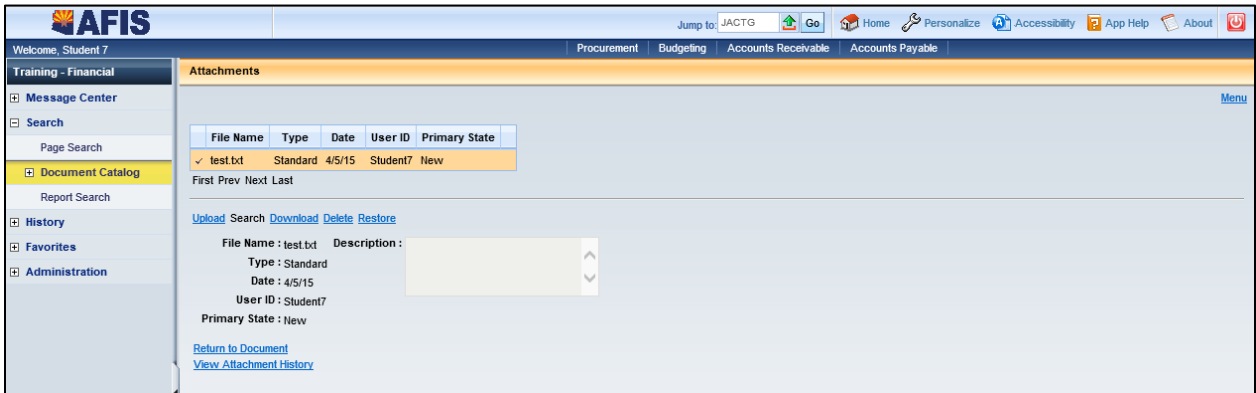 AFIS
Jump to: JACTG Go Home Personalize Accessibility App Help About
Welcome, Student 7
Procurement Budgeting Accounts Receivable Accounts Payable
Training - Financial
Attachments
Message Center
Menu
Search
Page Search
Document Catalog
Report Search
History
Favorites
Administration
File Name Type Date User ID Primary State
test.txt Standard 4/5/15 Student7 New
First Prev Next Last
Upload Search Download Delete Restore
File Name : test.txt Description :
Type : Standard
Date : 4/5/15
User ID : Student7
Primary State : New
Return to Document
View Attachment History